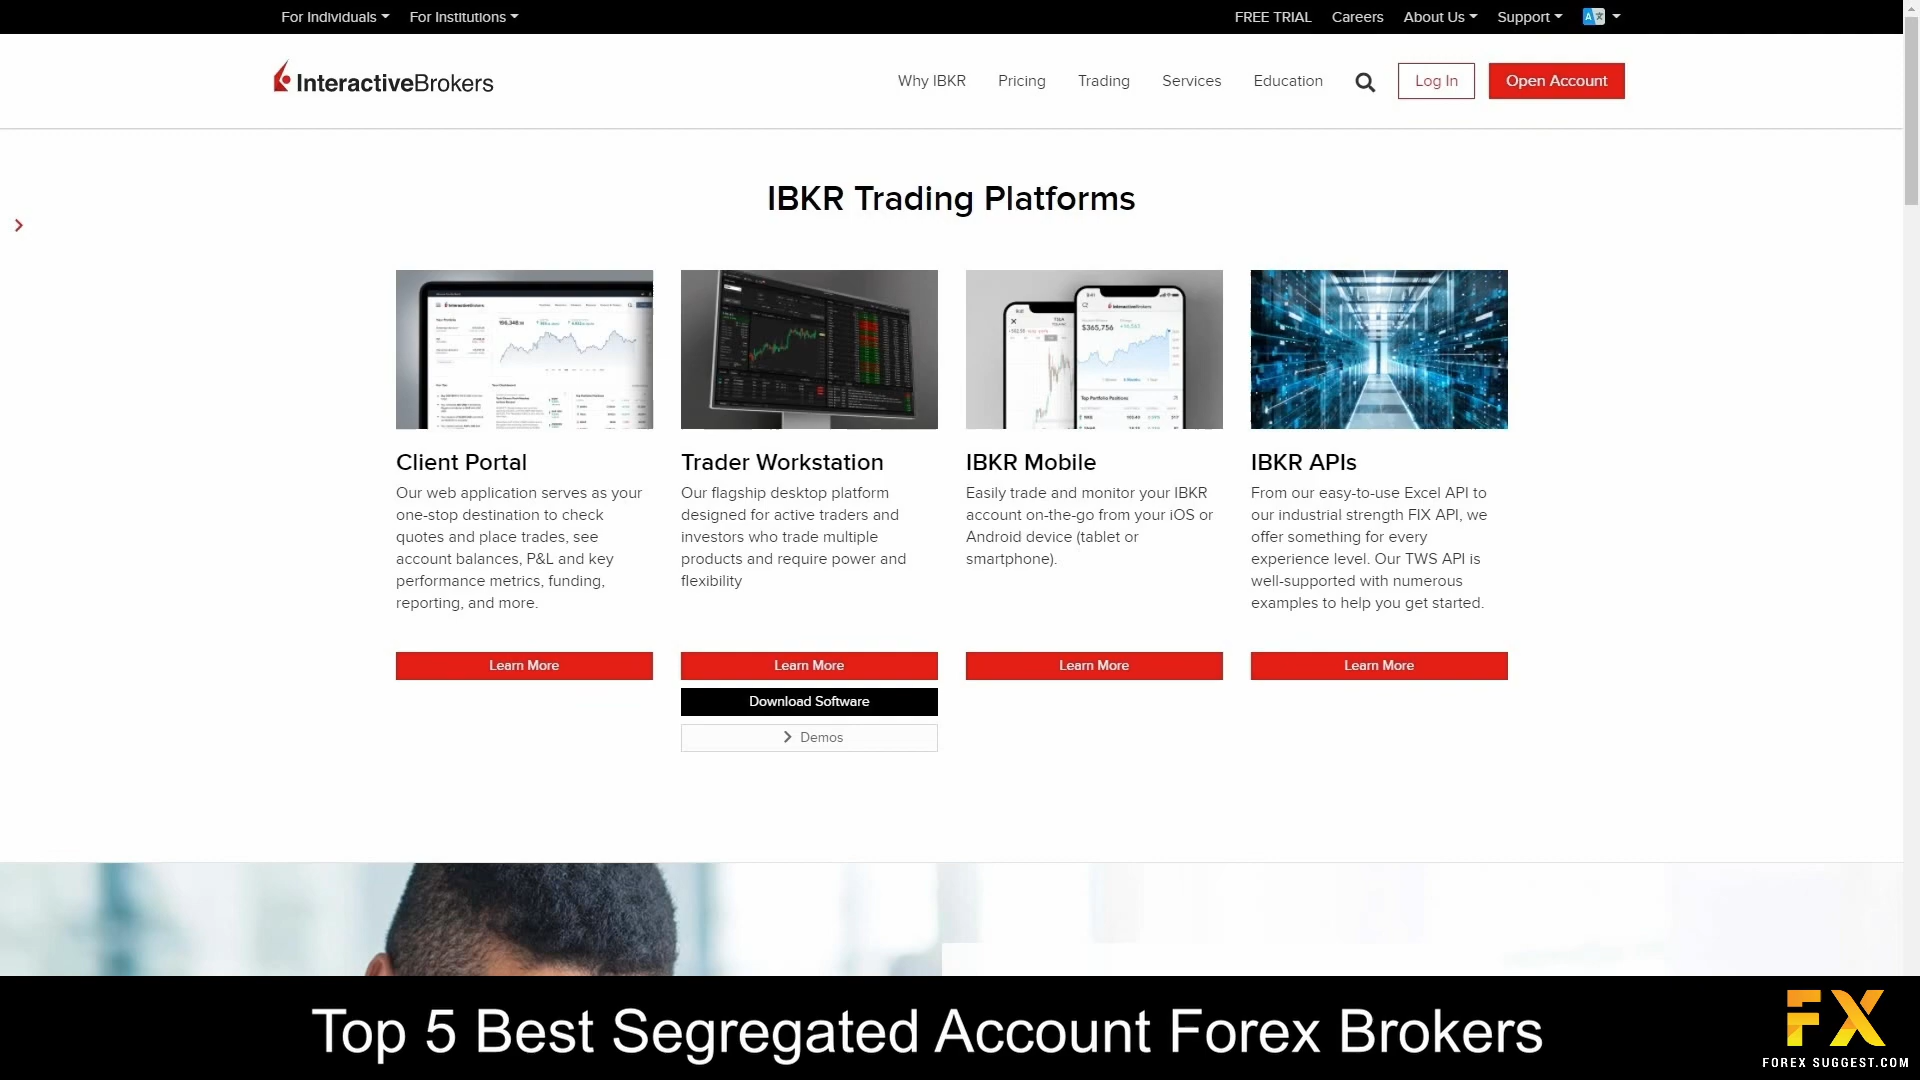 For Individuals For Institutions FREE TRIAL Careers About Us Support
InteractiveBrokers Why IBKR Pricing Trading Services Education Log In Open Account
IBKR Trading Platforms
Client Portal
Our web application serves as your
one-stop destination to check
quotes and place trades, see
account balances, P&L and key
performance metrics, funding,
reporting, and more.
Learn More
Trader Workstation
Our flagship desktop platform
designed for active traders and
investors who trade multiple
products and require power and
flexibility
Learn More
Download Software
Demos
IBKR Mobile
Easily trade and monitor your IBKR
account on-the-go from your iOS or
Android device (tablet or
smartphone).
Learn More
IBKR APIs
From our easy-to-use Excel API to
our industrial strength FIX API, we
offer something for every
experience level. Our TWS API is
well-supported with numerous
examples to help you get started.
Learn More
InteractiveBrokers
InteractiveBrokers
$365,756
Top Portfolio Positions
Top 5 Best Segregated Account Forex Brokers
FX
FOREX SUGGEST.COM